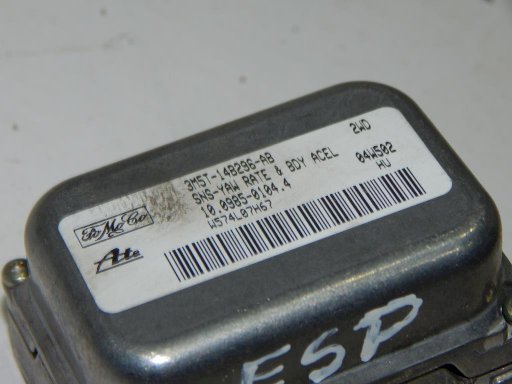 3M5T-14B296-AB 2WD
SNS-YAW RATE & BDY ACEL
10.0985-0104.4 04W502
W574L07H67 HU
FoMoCo
Ate
ESP